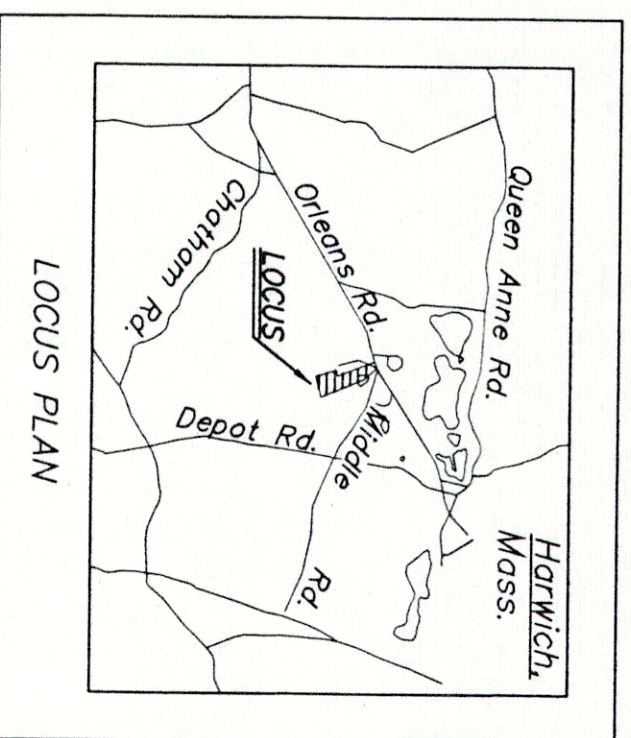 Harwich,
Mass.
Queen Anne Rd.
Orleans Rd.
Chatham Rd.
LOCUS
Middle
Rd.
Depot Rd.
LOCUS PLAN